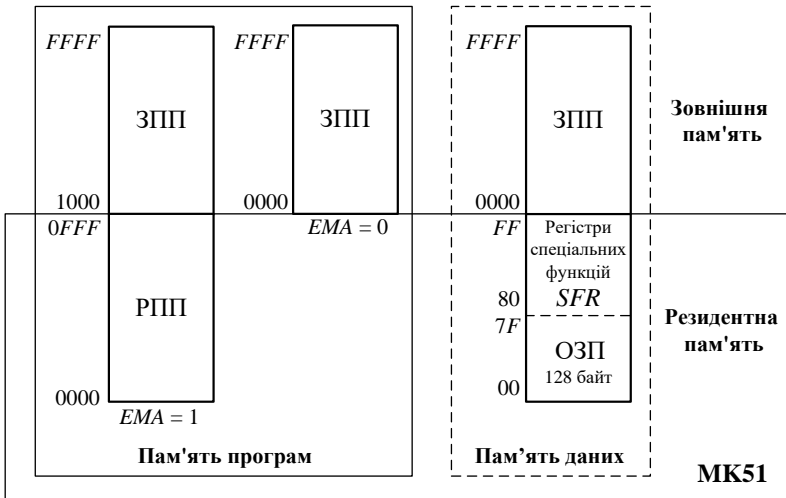 FFFF
FFFF
FFFF
ЗПП
ЗПП
ЗПП
Зовнішня
пам'ять
1000
0000
0000
0FFF
EMA = 0
FF
Регістри
спеціальних
функцій
SFR
80
7F
РПП
ОЗП
128 байт
00
Резидентна
пам'ять
0000
EMA = 1
Пам'ять програм
Пам’ять даних
МК51